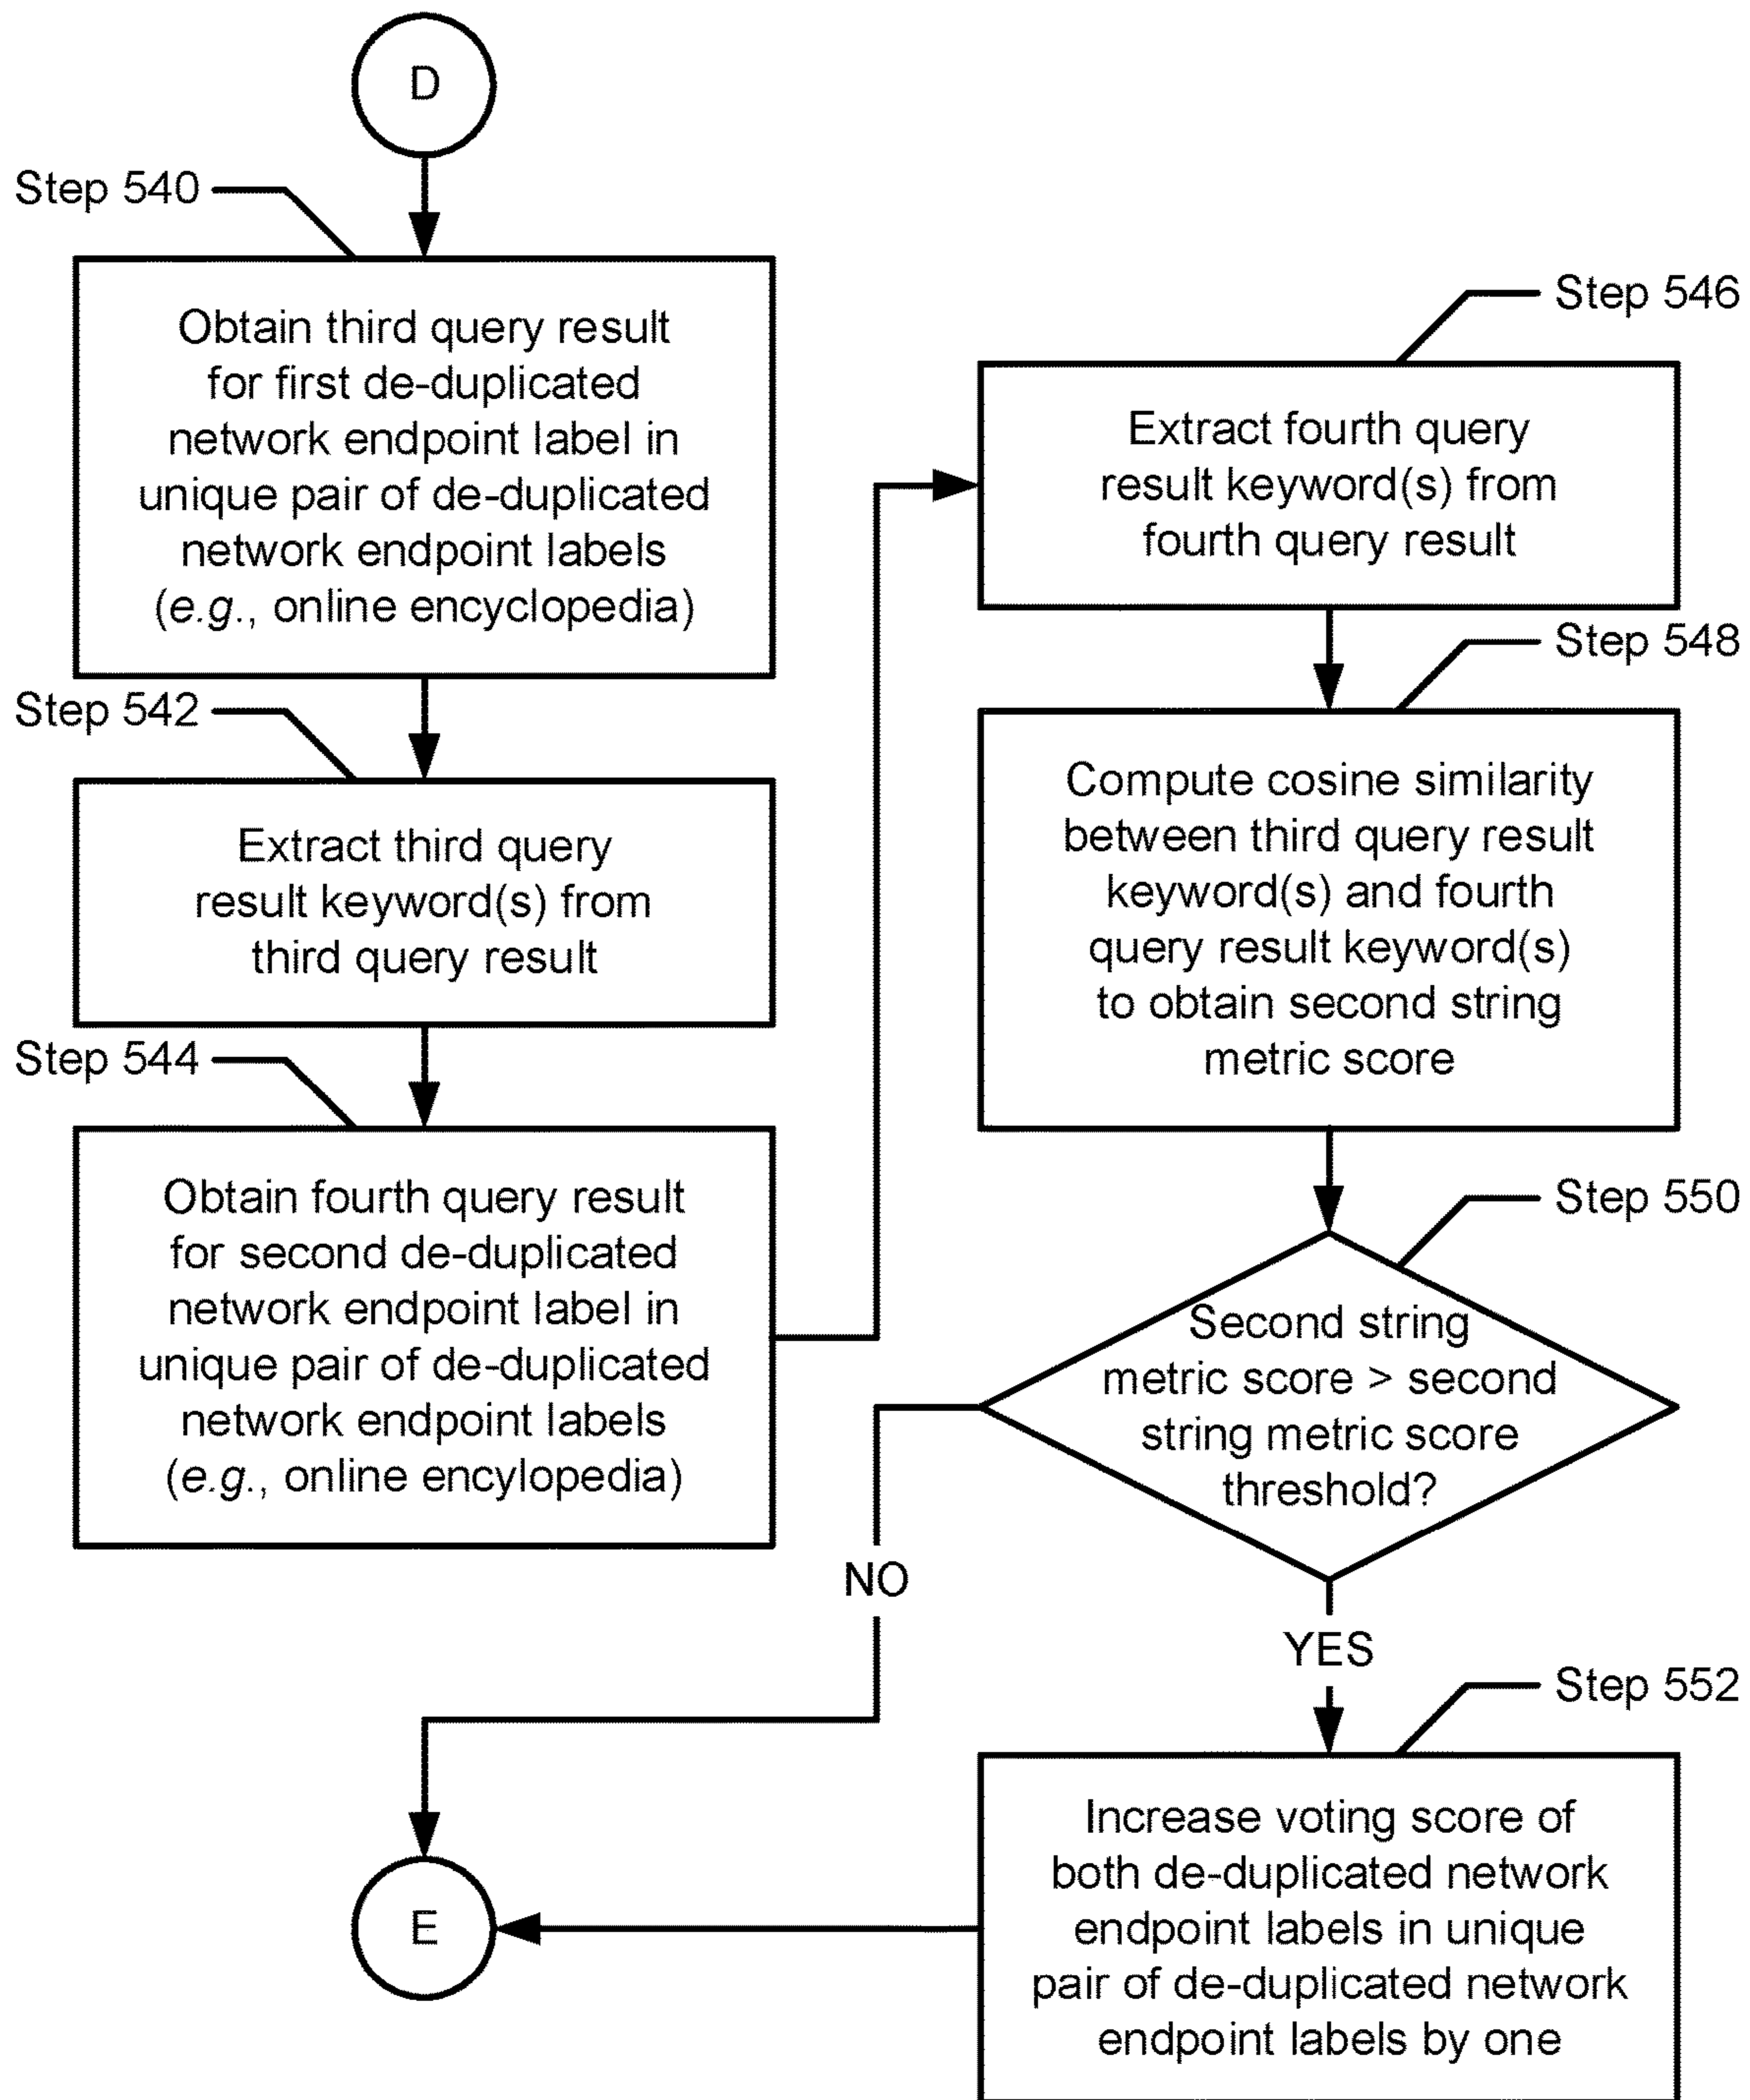 D
Step 540
Obtain third query result
for first de-duplicated
network endpoint label in
unique pair of de-duplicated
network endpoint labels
(e.g., online encyclopedia)
Step 542
Extract third query
result keyword(s) from
third query result
Step 544
Obtain fourth query result
for second de-duplicated
network endpoint label in
unique pair of de-duplicated
network endpoint labels
(e.g., online encylopedia)
Step 546
Extract fourth query
result keyword(s) from
fourth query result
Step 548
Compute cosine similarity
between third query result
keyword(s) and fourth
query result keyword(s)
to obtain second string
metric score
Step 550
Second string
metric score > second
string metric score
threshold?
NO
YES
Step 552
Increase voting score of
both de-duplicated network
endpoint labels in unique
pair of de-duplicated network
endpoint labels by one
E